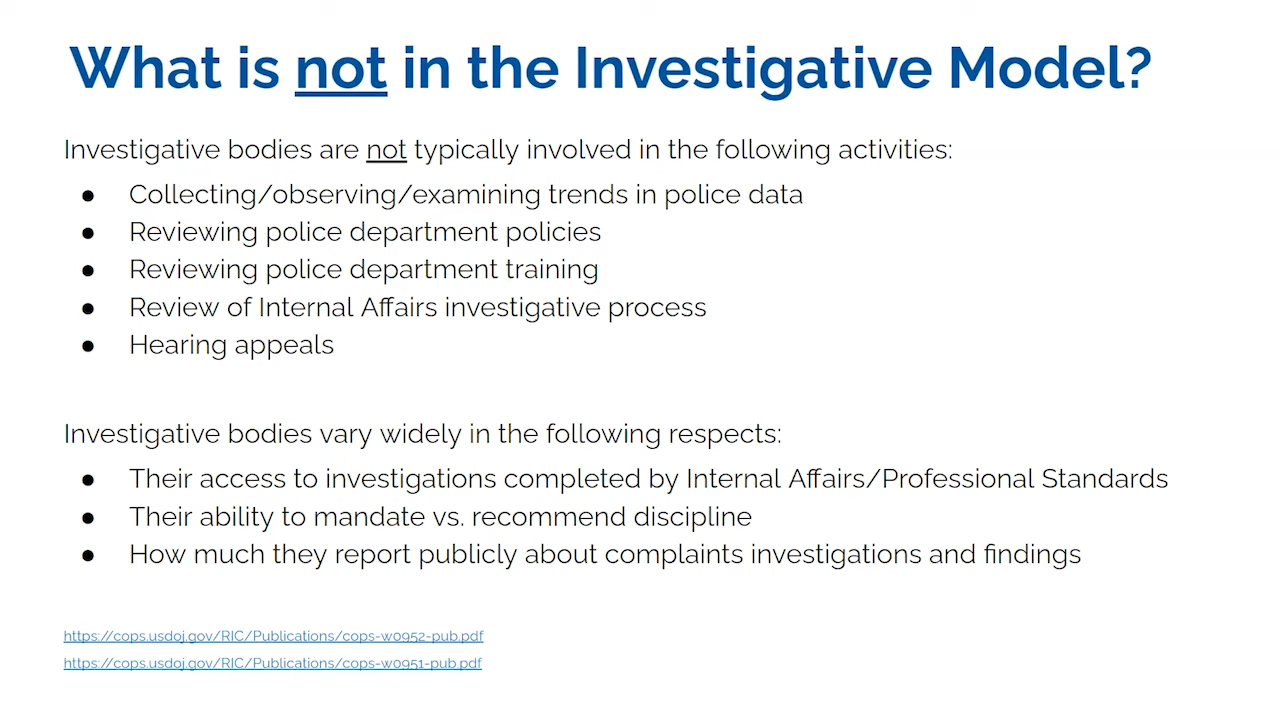 What is not in the Investigative Model?
Investigative bodies are not typically involved in the following activities:
● Collecting/observing/examining trends in police data
● Reviewing police department policies
● Reviewing police department training
● Review of Internal Affairs investigative process
● Hearing appeals
Investigative bodies vary widely in the following respects:
● Their access to investigations completed by Internal Affairs/Professional Standards
● Their ability to mandate vs. recommend discipline
● How much they report publicly about complaints investigations and findings
https://cops.usdoj.gov/RIC/Publications/cops-w0952-pub.pdf
https://cops.usdoj.gov/RIC/Publications/cops-w0951-pub.pdf